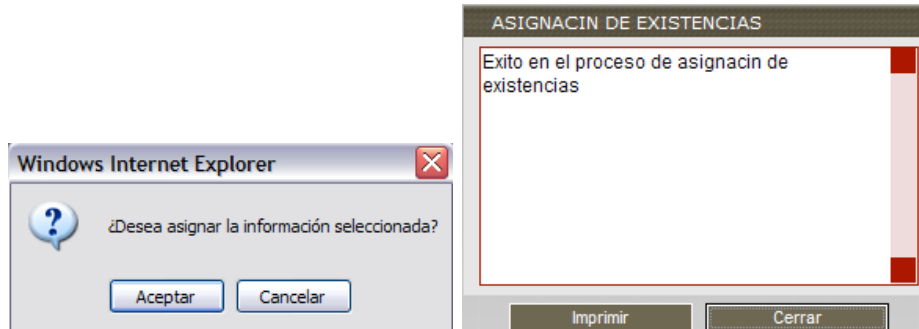 Windows Internet Explorer
¿Desea asignar la información seleccionada?
Aceptar Cancelar
ASIGNACIN DE EXISTENCIAS
Exito en el proceso de asignacin de
existencias
Imprimir Cerrar